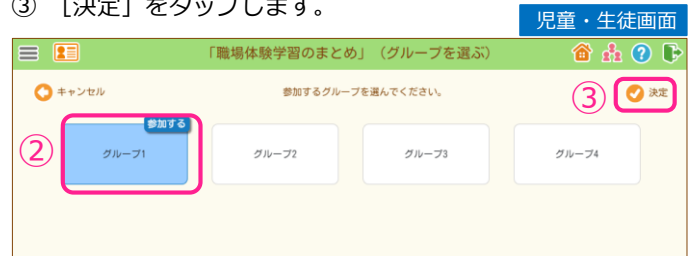 ③ ［決定］をタップします。
児童・生徒画面
「職場体験学習のまとめ」（グループを選ぶ）
キャンセル
参加するグループを選んでください。
③
決定
②
参加する
グループ1
グループ2
グループ3
グループ4